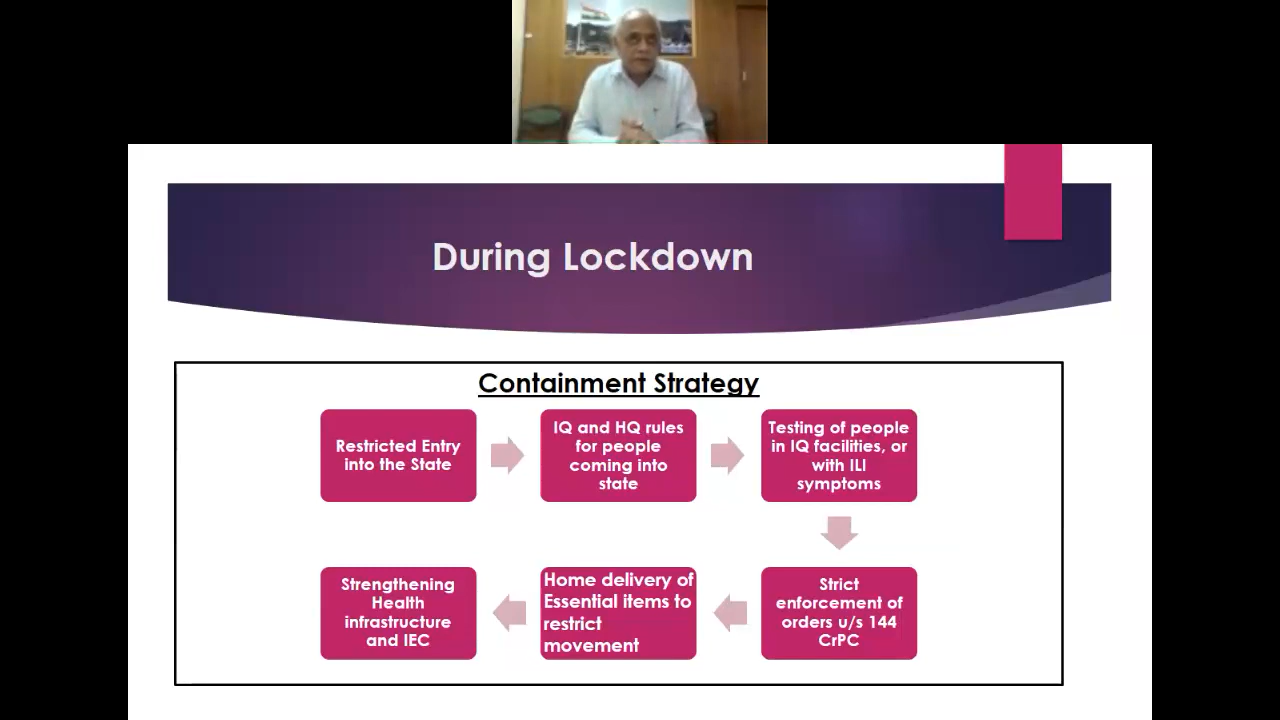 During Lockdown
Containment Strategy
Restricted Entry
into the State
IQ and HQ rules
for people
coming into
state
Testing of people
in IQ facilities, or
with ILI
symptoms
Strict
enforcement of
orders u/s 144
CrPC
Home delivery of
Essential items to
restrict
movement
Strengthening
Health
infrastructure
and IEC